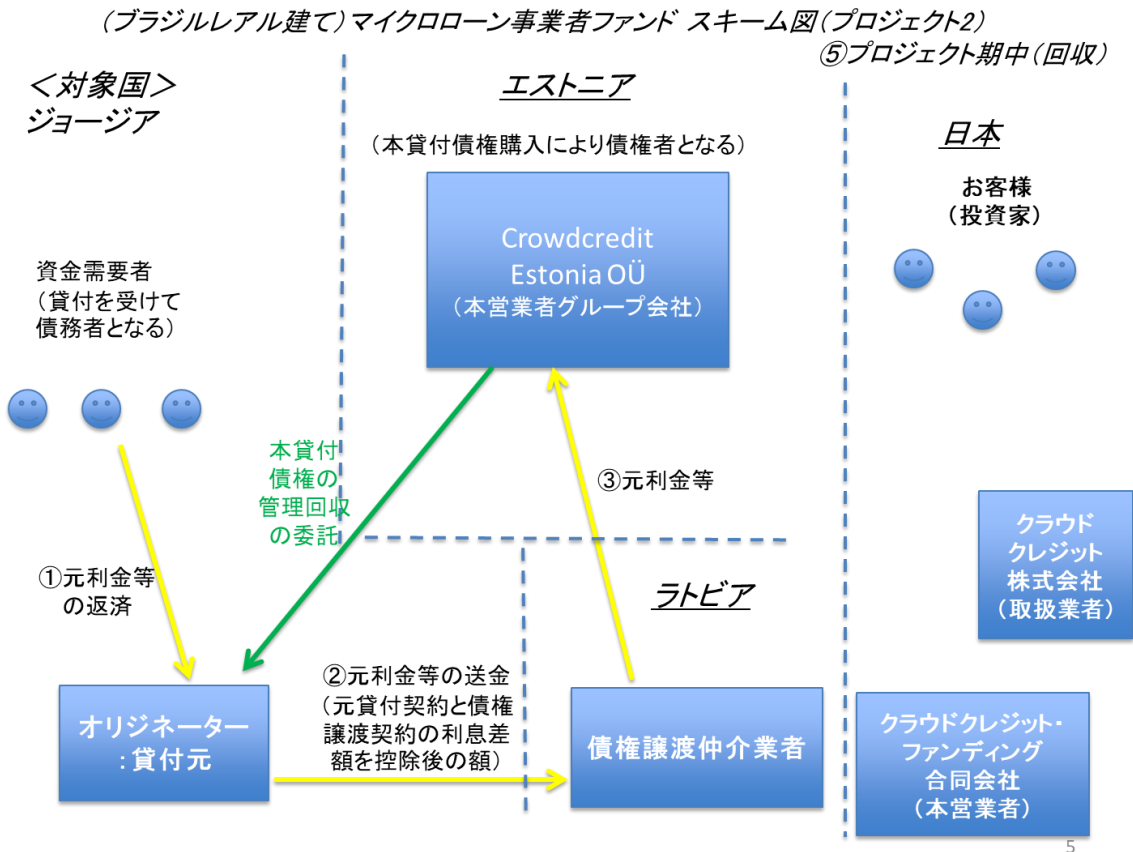 （ブラジルレアル建て）マイクロローン事業者ファンド スキーム図（プロジェクト2）
⑤プロジェクト期中（回収）
＜対象国＞
ジョージア
エストニア
日本
（本貸付債権購入により債権者となる）
お客様
（投資家）
Crowdcredit
Estonia OÜ
（本営業者グループ会社）
資金需要者
（貸付を受けて
債務者となる）
本貸付
債権の
管理回収
の委託
③元利金等
クラウド
クレジット
株式会社
（取扱業者）
①元利金等
の返済
ラトビア
②元利金等の送金
（元貸付契約と債権
譲渡契約の利息差
額を控除後の額）
オリジネーター
：貸付元
債権譲渡仲介業者
クラウドクレジット・
ファンディング
合同会社
（本営業者）
5